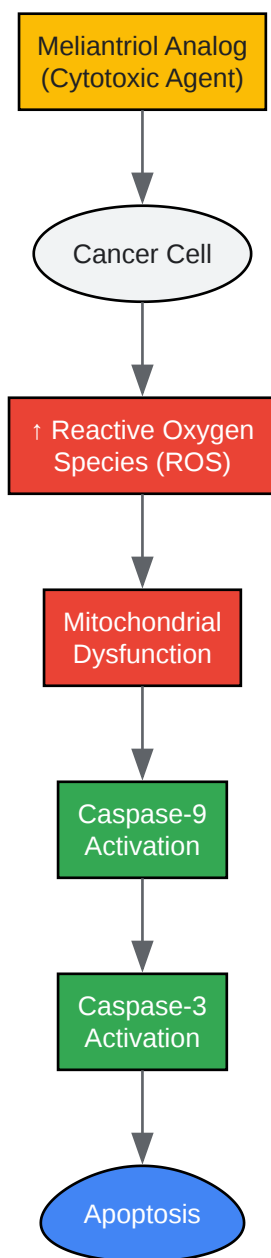 Meliantriol Analog
(Cytotoxic Agent)
Cancer Cell
↑ Reactive Oxygen
Species (ROS)
Mitochondrial
Dysfunction
Caspase-9
Activation
Caspase-3
Activation
Apoptosis